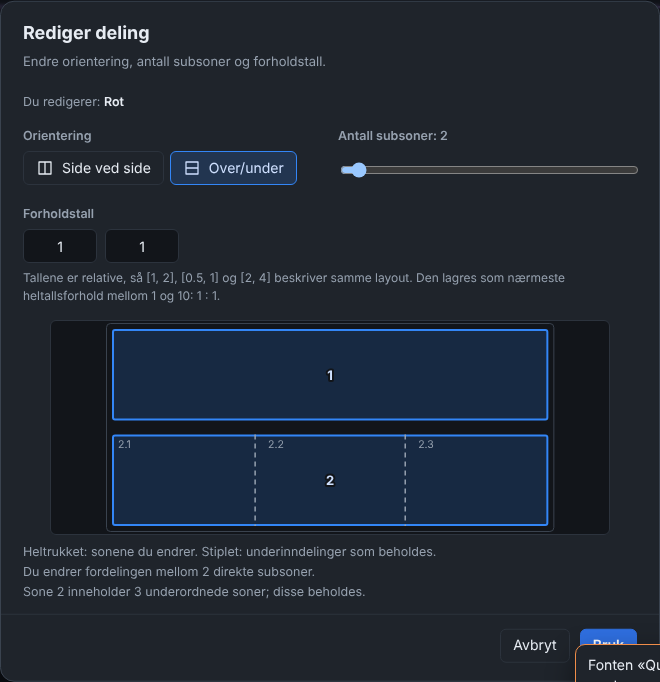 Rediger deling
Endre orientering, antall subsoner og forholdstall.
Du redigerer: Rot
Orientering
Antall subsoner: 2
Side ved side
Over/under
Forholdstall
1
1
Tallene er relative, så [1, 2], [0.5, 1] og [2, 4] beskriver samme layout. Den lagres som nærmeste
heltallsforhold mellom 1 og 10: 1 : 1.
1
2.1
2.2
2.3
2
Heltrukket: sonene du endrer. Stiplet: underinndelinger som beholdes.
Du endrer fordelingen mellom 2 direkte subsoner.
Sone 2 inneholder 3 underordnede soner; disse beholdes.
Avbryt
Bruk
Fonten «Qu